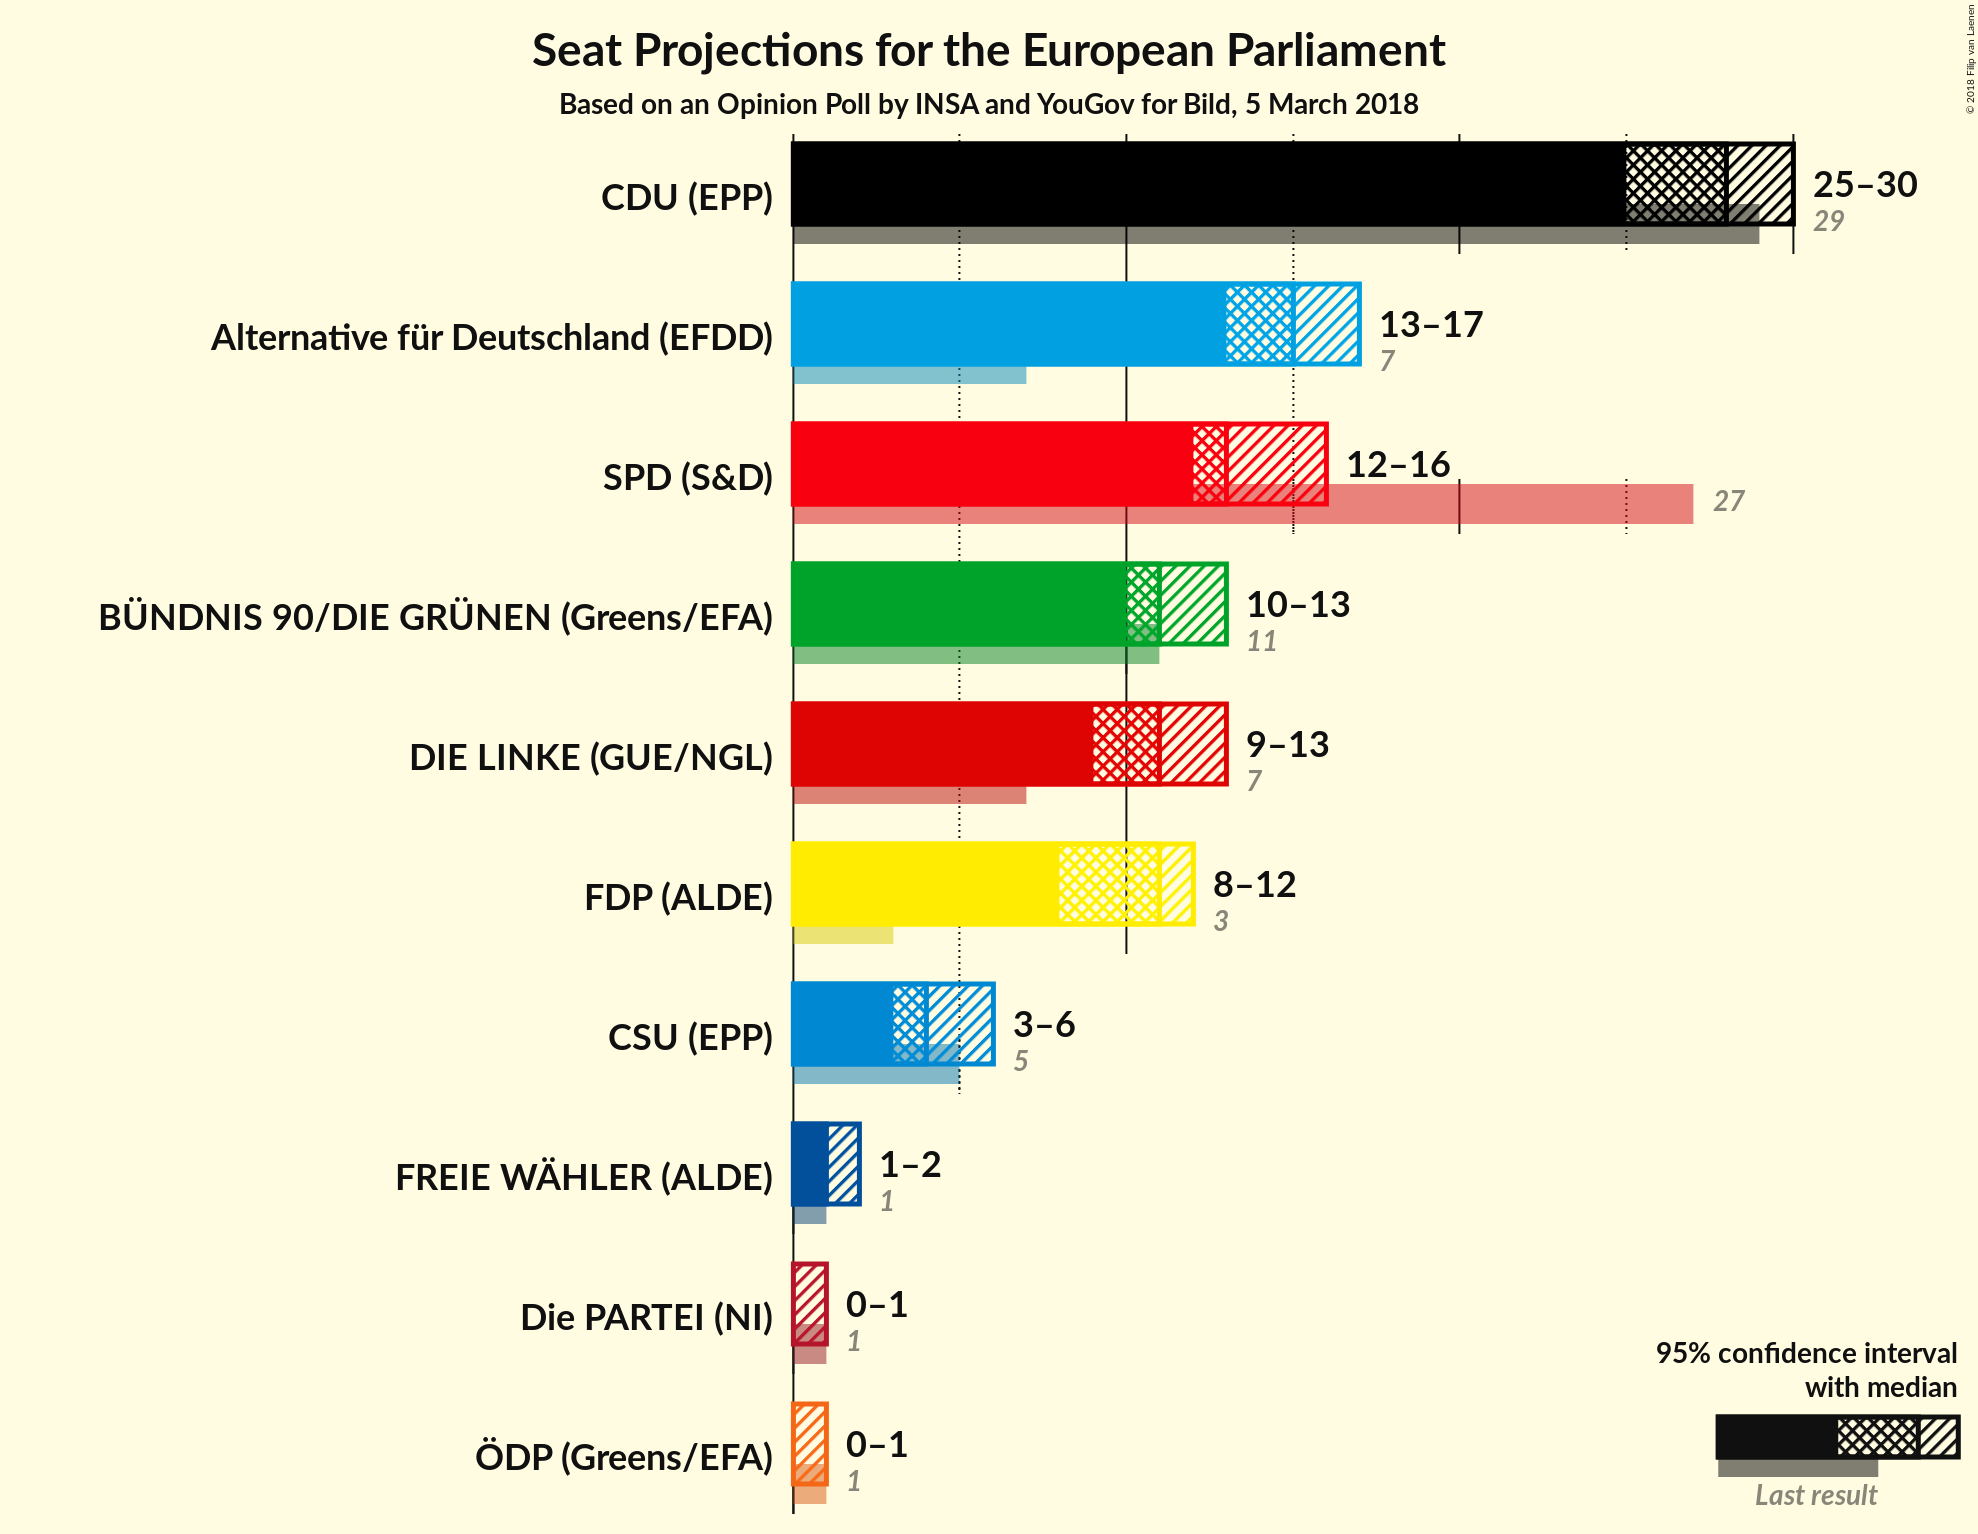 Seat Projections for the European Parliament
Based on an Opinion Poll by INSA and YouGov for Bild, 5 March 2018
© 2018 Filip van Laenen
CDU (EPP)
25–30
29
Alternative für Deutschland (EFDD)
13–17
7
SPD (S&D)
12–16
27
BÜNDNIS 90/DIE GRÜNEN (Greens/EFA)
10–13
11
DIE LINKE (GUE/NGL)
9–13
7
FDP (ALDE)
8–12
3
CSU (EPP)
3–6
5
FREIE WÄHLER (ALDE)
1–2
1
Die PARTEI (NI)
0–1
1
ÖDP (Greens/EFA)
0–1
1
95% confidence interval
with median
Last result